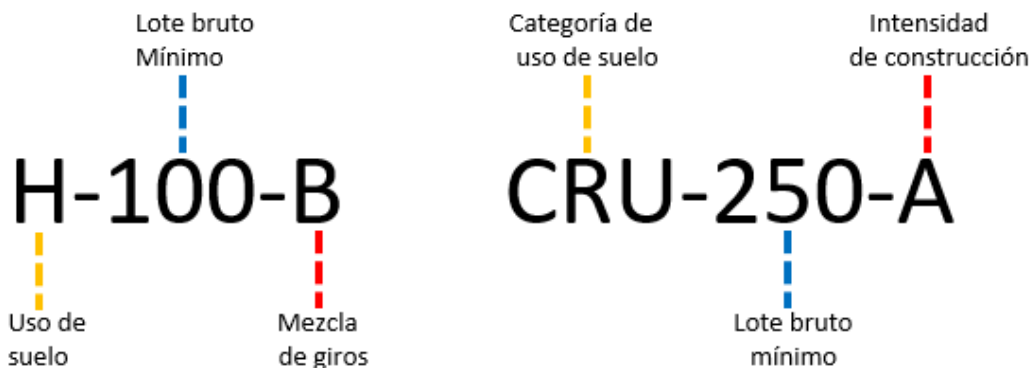 Lote bruto
Mínimo
Categoría de
uso de suelo
Intensidad
de construcción
H-100-B
CRU-250-A
Uso de
suelo
Mezcla
de giros
Lote bruto
mínimo